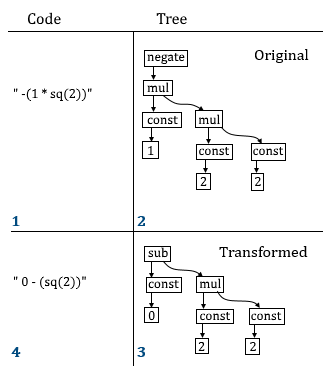 Code Tree
Original
negate
" -(1 * sq(2))" mul
const mul
1 const const
2 2
1 2
Transformed
sub
" 0 - (sq(2))" const mul
0 const const
2 2
4 3